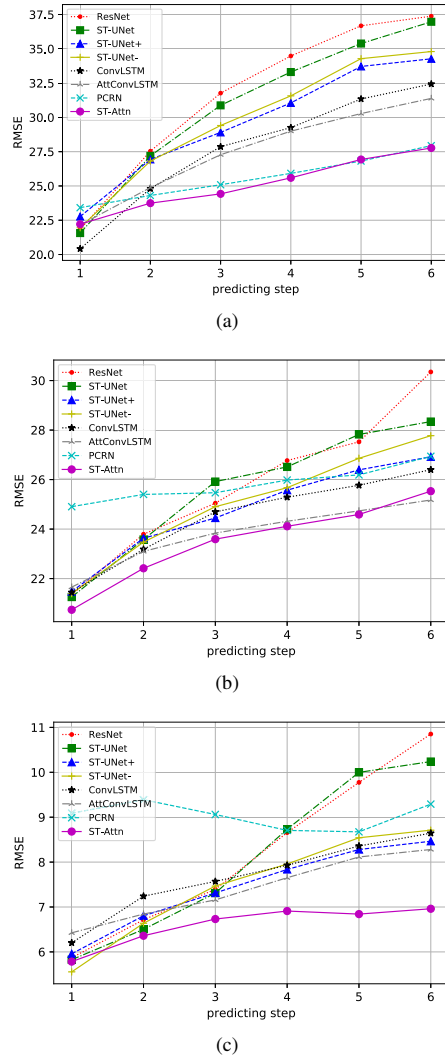 37.5
35.0
32.5
30.0
27.5
25.0
22.5
20.0
RMSE
ResNet
ST-UNet
ST-UNet+
ST-UNet-
ConvLSTM
AttConvLSTM
PCRN
ST-Attn
1 2 3 4 5 6
predicting step
(a)
30
28
26
24
22
RMSE
ResNet
ST-UNet
ST-UNet+
ST-UNet-
ConvLSTM
AttConvLSTM
PCRN
ST-Attn
1 2 3 4 5 6
predicting step
(b)
11
10
9
8
7
6
RMSE
ResNet
ST-UNet
ST-UNet+
ST-UNet-
ConvLSTM
AttConvLSTM
PCRN
ST-Attn
1 2 3 4 5 6
predicting step
(c)